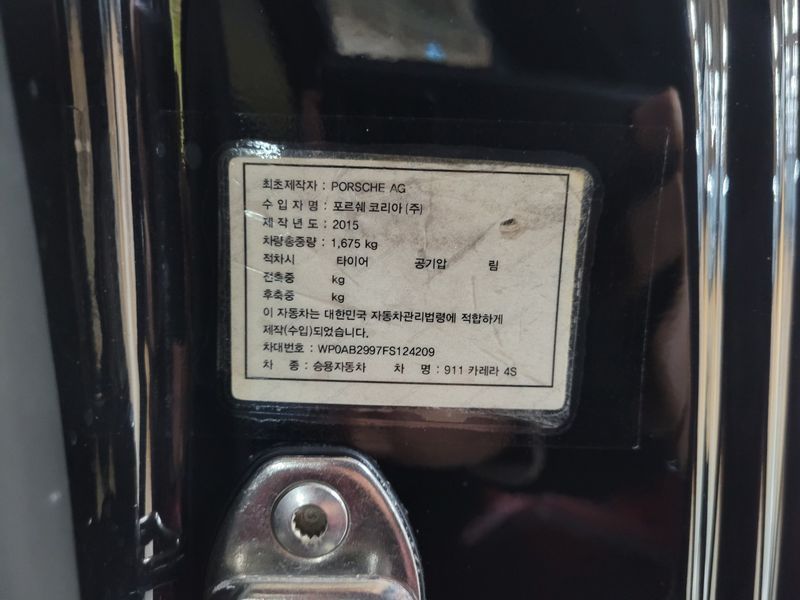 최초제작자 : PORSCHE AG
수 입 자 명 : 포르쉐 코리아 (주)
제 작 년 도 : 2015
차량총중량 : 1,675 kg
적차시 타이어 공기압 림
전축중 kg
후축중 kg
이 자동차는 대한민국 자동차관리법령에 적합하게
제작(수입)되었습니다.
차대번호 : WP0AB2997FS124209
차 종 : 승용자동차 차 명 : 911 카레라 4S